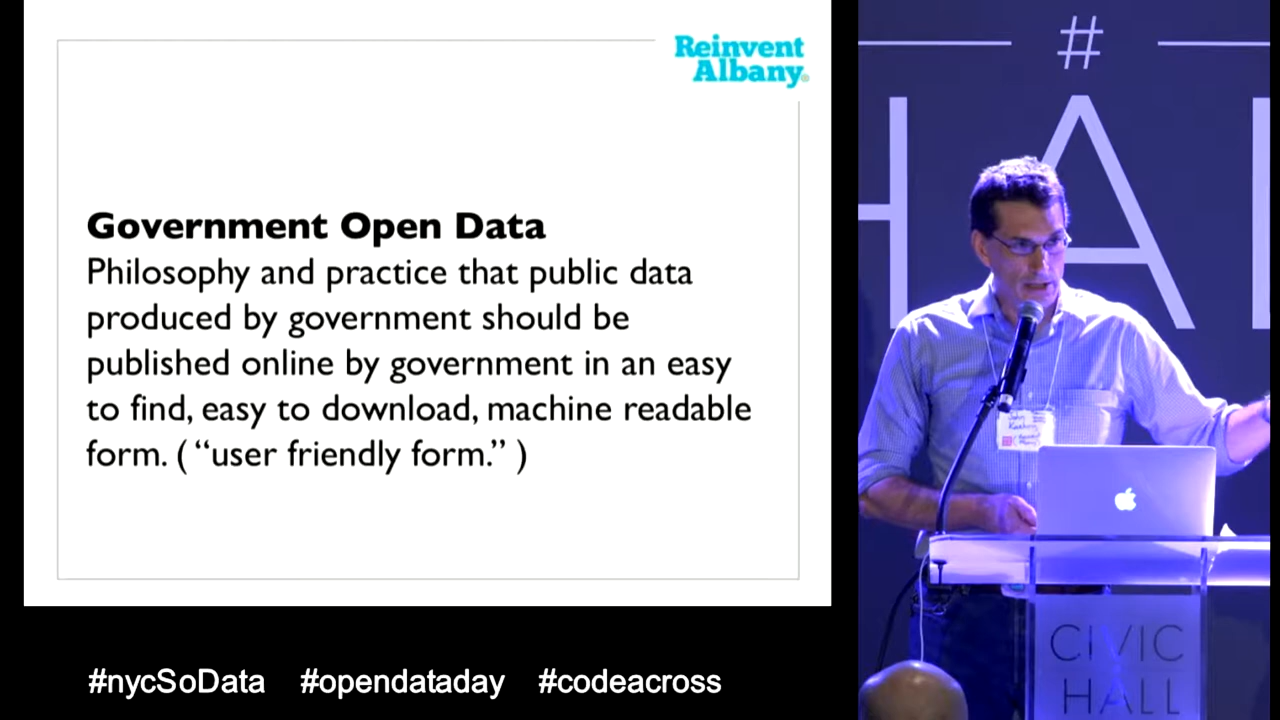 Reinvent
Albany
Government Open Data
Philosophy and practice that public data
produced by government should be
published online by government in an easy
to find, easy to download, machine readable
form. ( “user friendly form.” )
#nycSoData #opendataday #codeacross
#
HAL
CIVIC
HALL